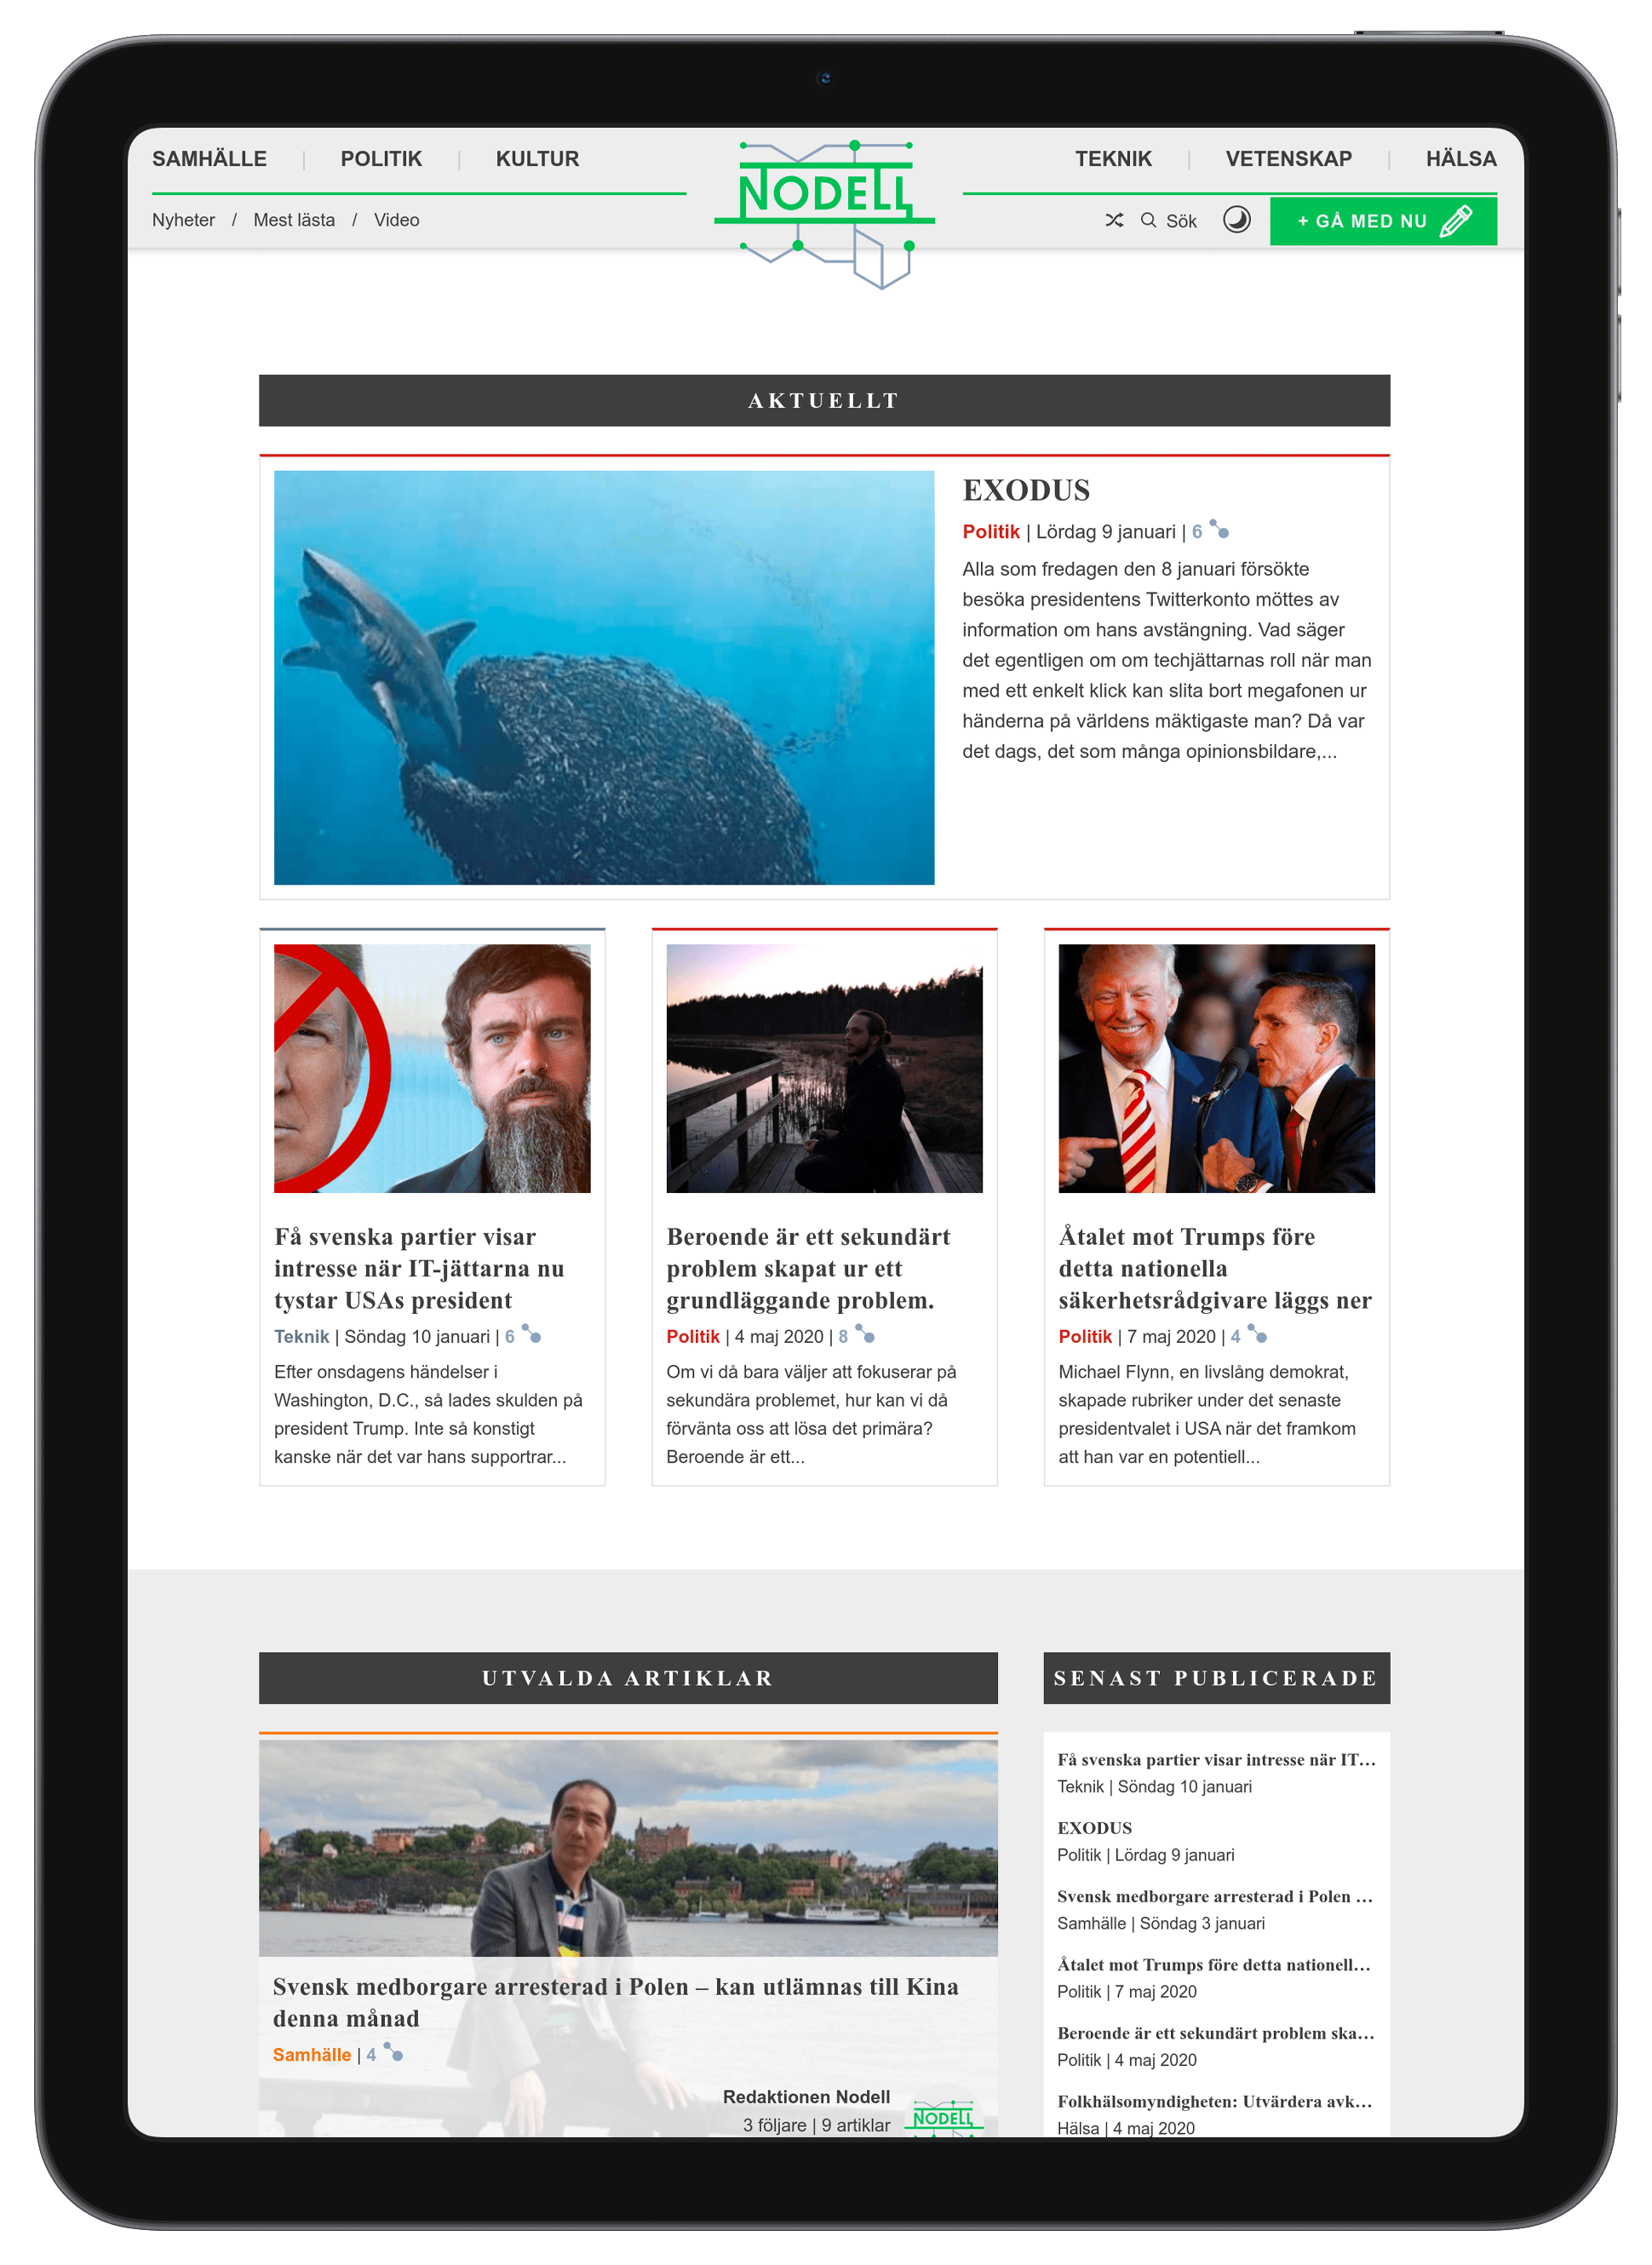 SAMHÄLLE | POLITIK | KULTUR
NODELL
TEKNIK | VETENSKAP | HÄLSA
Nyheter / Mest lästa / Video
Sök
+ GÅ MED NU
AKTUELLT
EXODUS
Politik | Lördag 9 januari | 6
Alla som fredagen den 8 januari försökte
besöka presidentens Twitterkonto möttes av
information om hans avstängning. Vad säger
det egentligen om om techjättarnas roll när man
med ett enkelt klick kan slita bort megafonen ur
händerna på världens mäktigaste man? Då var
det dags, det som många opinionsbildare,...
Få svenska partier visar
intresse när IT-jättarna nu
tystar USAs president
Teknik | Söndag 10 januari | 6
Efter onsdagens händelser i
Washington, D.C., så lades skulden på
president Trump. Inte så konstigt
kanske när det var hans supportrar...
Beroende är ett sekundärt
problem skapat ur ett
grundläggande problem.
Politik | 4 maj 2020 | 8
Om vi då bara väljer att fokuserar på
sekundära problemet, hur kan vi då
förvänta oss att lösa det primära?
Beroende är ett...
Åtalet mot Trumps före
detta nationella
säkerhetsrådgivare läggs ner
Politik | 7 maj 2020 | 4
Michael Flynn, en livslång demokrat,
skapade rubriker under det senaste
presidentvalet i USA när det framkom
att han var en potentiell...
UTVALDA ARTIKLAR
Svensk medborgare arresterad i Polen – kan utlämnas till Kina
denna månad
Samhälle | 4
Redaktionen Nodell
3 följare | 9 artiklar
NODELL
SENAST PUBLICERADE
Få svenska partier visar intresse när IT...
Teknik | Söndag 10 januari
EXODUS
Politik | Lördag 9 januari
Svensk medborgare arresterad i Polen ...
Samhälle | Söndag 3 januari
Åtalet mot Trumps före detta nationell...
Politik | 7 maj 2020
Beroende är ett sekundärt problem ska...
Politik | 4 maj 2020
Folkhälsomyndigheten: Utvärdera avk...
Hälsa | 4 maj 2020